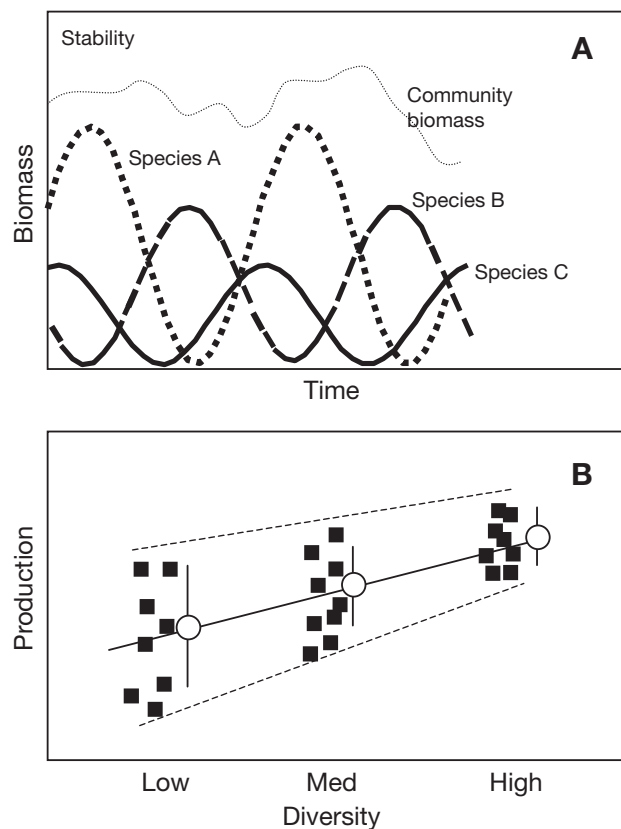 Stability
A
Community
biomass
Species A
Species B
Species C
Biomass
Time
B
Production
Low
Med
High
Diversity